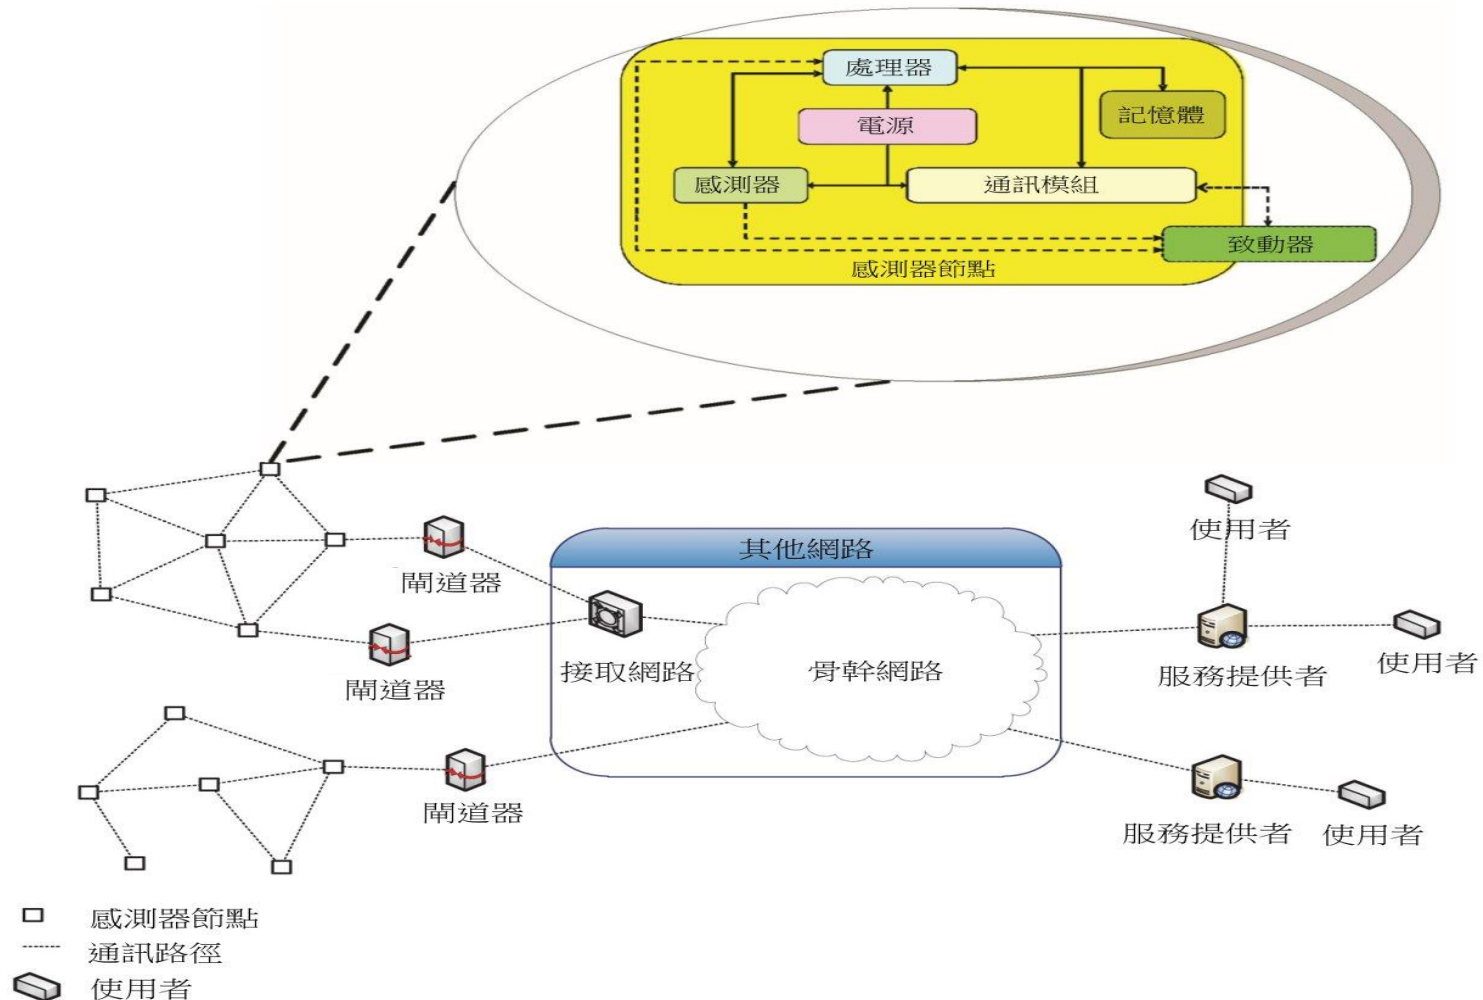 處理器
記憶體
電源
感測器
通訊模組
致動器
感測器節點
使用者
其他網路
閘道器
接取網路
骨幹網路
服務提供者
使用者
閘道器
閘道器
服務提供者
使用者
感測器節點
通訊路徑
使用者